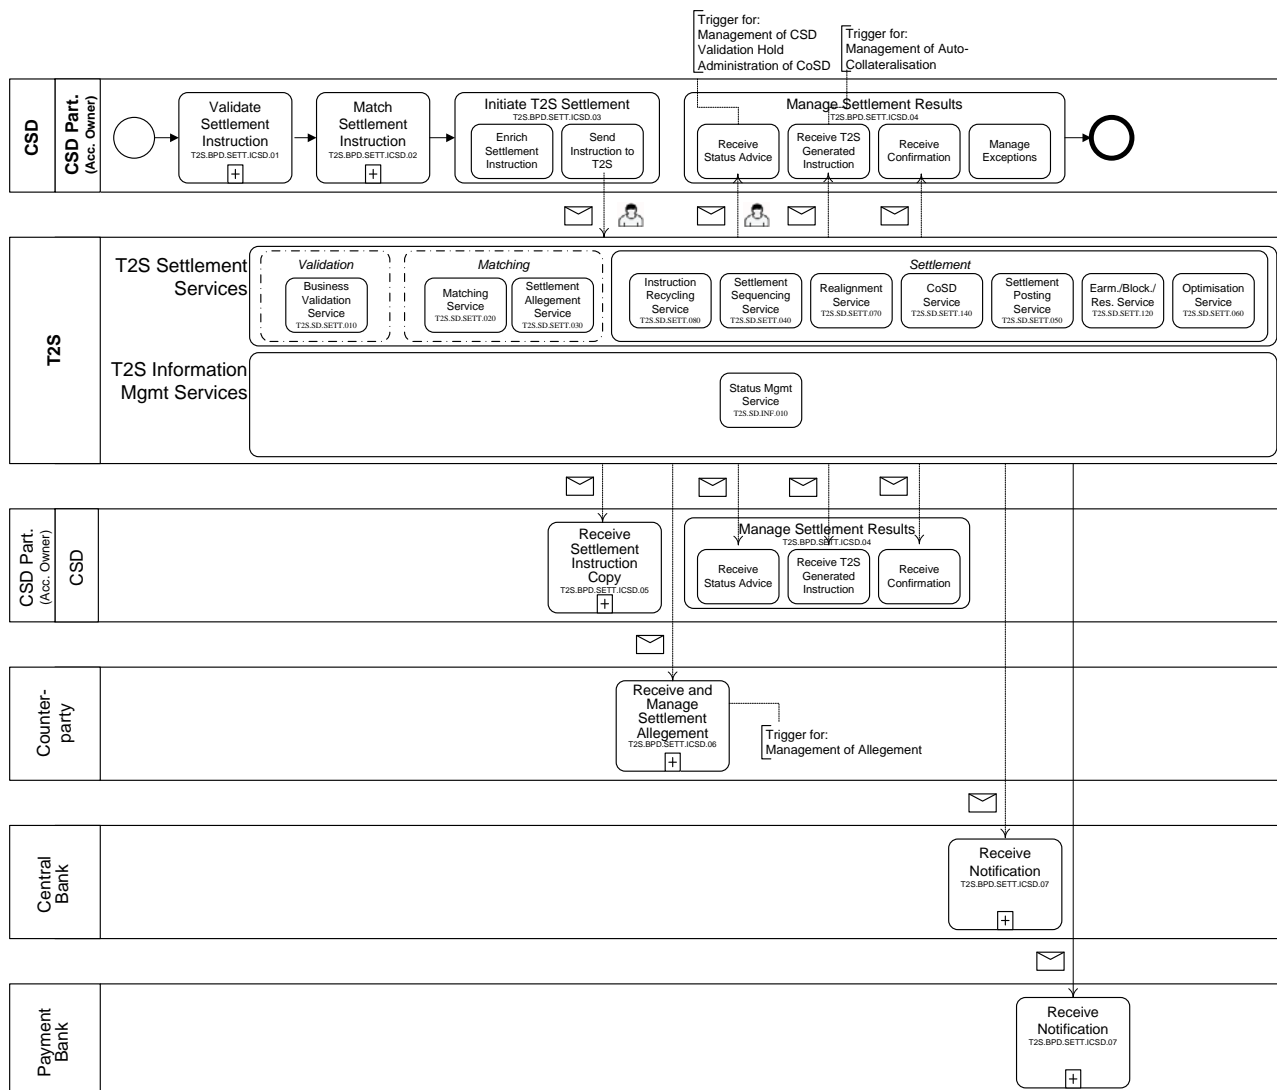 Trigger for:
Management of CSD
Validation Hold
Administration of CoSD
Trigger for:
Management of Auto-
Collateralisation
CSD
CSD Part.
(Acc. Owner)
Validate
Settlement
Instruction
T2S.BPD.SETT.ICSD.01
+
Match
Settlement
Instruction
T2S.BPD.SETT.ICSD.02
+
Initiate T2S Settlement
T2S.BPD.SETT.ICSD.03
Enrich
Settlement
Instruction
Send
Instruction to
T2S
Manage Settlement Results
T2S.BPD.SETT.ICSD.04
Receive
Status Advice
Receive T2S
Generated
Instruction
Receive
Confirmation
Manage
Exceptions
T2S
T2S Settlement
Services
Validation
Business
Validation
Service
T2S.SD.SETT.010
Matching
Matching
Service
T2S.SD.SETT.020
Settlement
Allegement
Service
T2S.SD.SETT.030
Settlement
Instruction
Recycling
Service
T2S.SD.SETT.080
Settlement
Sequencing
Service
T2S.SD.SETT.040
Realignment
Service
T2S.SD.SETT.070
CoSD
Service
T2S.SD.SETT.140
Settlement
Posting
Service
T2S.SD.SETT.050
Earm./Block./
Res. Service
T2S.SD.SETT.120
Optimisation
Service
T2S.SD.SETT.060
T2S Information
Mgmt Services
Status Mgmt
Service
T2S.SD.INF.010
CSD Part.
(Acc. Owner)
CSD
Receive
Settlement
Instruction
Copy
T2S.BPD.SETT.ICSD.05
+
Manage Settlement Results
T2S.BPD.SETT.ICSD.04
Receive
Status Advice
Receive T2S
Generated
Instruction
Receive
Confirmation
Counter-
party
Receive and
Manage
Settlement
Allegement
T2S.BPD.SETT.ICSD.06
+
Trigger for:
Management of Allegement
Central
Bank
Receive
Notification
T2S.BPD.SETT.ICSD.07
+
Payment
Bank
Receive
Notification
T2S.BPD.SETT.ICSD.07
+